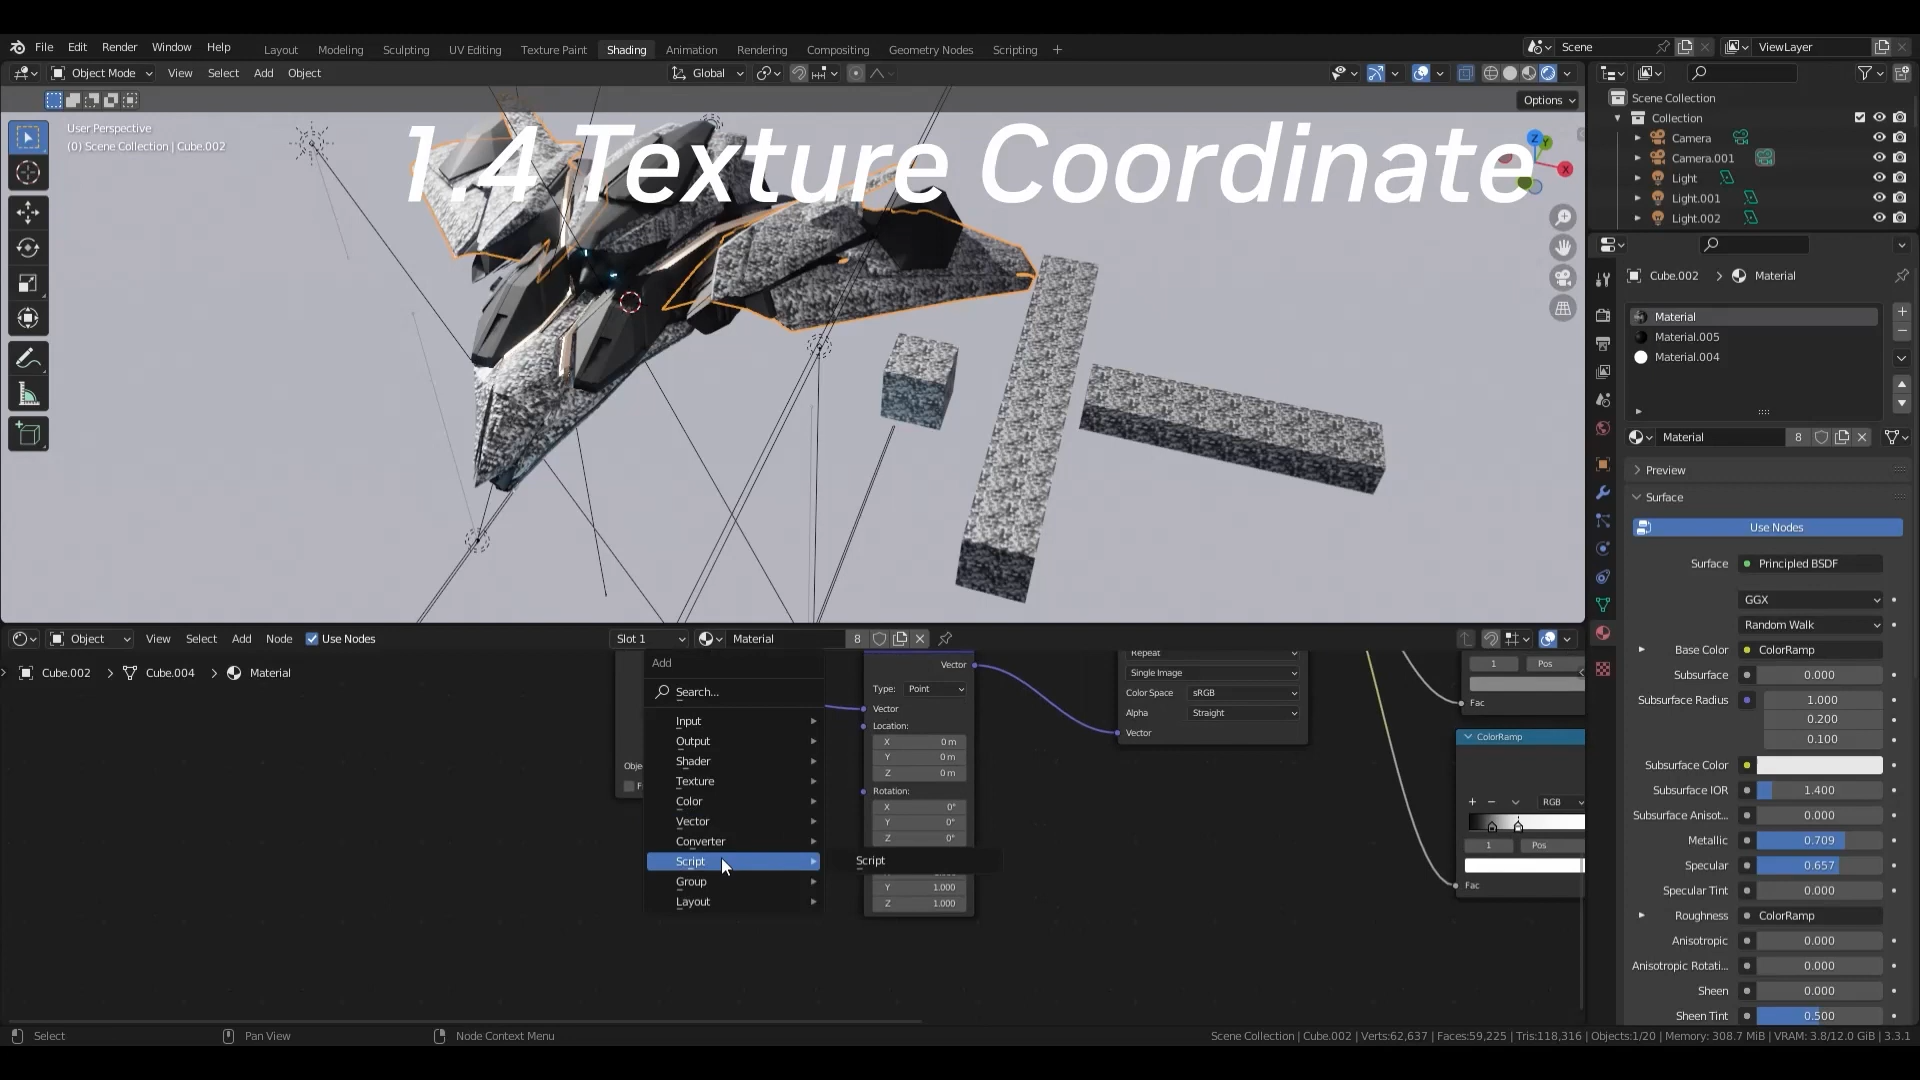 File Edit Render Window Help
Layout Modeling Sculpting UV Editing Texture Paint Shading Animation Rendering Compositing Geometry Nodes Scripting +
Scene
ViewLayer
Object Mode View Select Add Object
Global
Options
User Perspective
(0) Scene Collection | Cube.002
1.4 Texture Coordinate
Z
Y
X
Scene Collection
Collection
Camera
Camera.001
Light
Light.001
Light.002
Cube.002 > Material
Material
Material.005
Material.004
Material 8
Preview
Surface
Use Nodes
Surface Principled BSDF
GGX
Random Walk
Base Color ColorRamp
Subsurface 0.000
Subsurface Radius 1.000
0.200
0.100
Subsurface Color
Subsurface IOR 1.400
Subsurface Anisot... 0.000
Metallic 0.709
Specular 0.657
Specular Tint 0.000
Roughness ColorRamp
Anisotropic 0.000
Anisotropic Rotati... 0.000
Sheen 0.000
Sheen Tint 0.500
Object View Select Add Node Use Nodes
Slot 1
Material 8
Cube.002 > Cube.004 > Material
Add
Search...
Input
Output
Shader
Texture
Color
Vector
Converter
Script
Group
Layout
Script
Obje
F
Vector
Type: Point
Vector
Location:
X 0 m
Y 0 m
Z 0 m
Rotation:
X 0°
Y 0°
Z 0°
Y 1.000
Z 1.000
Repeat
Single Image
Color Space sRGB
Alpha Straight
Vector
1 Pos
Fac
ColorRamp
+ − RGB
1 Pos
Fac
Select
Pan View
Node Context Menu
Scene Collection | Cube.002 | Verts:62,637 | Faces:59,225 | Tris:118,316 | Objects:1/20 | Memory: 308.7 MiB | VRAM: 3.8/12.0 GiB | 3.3.1